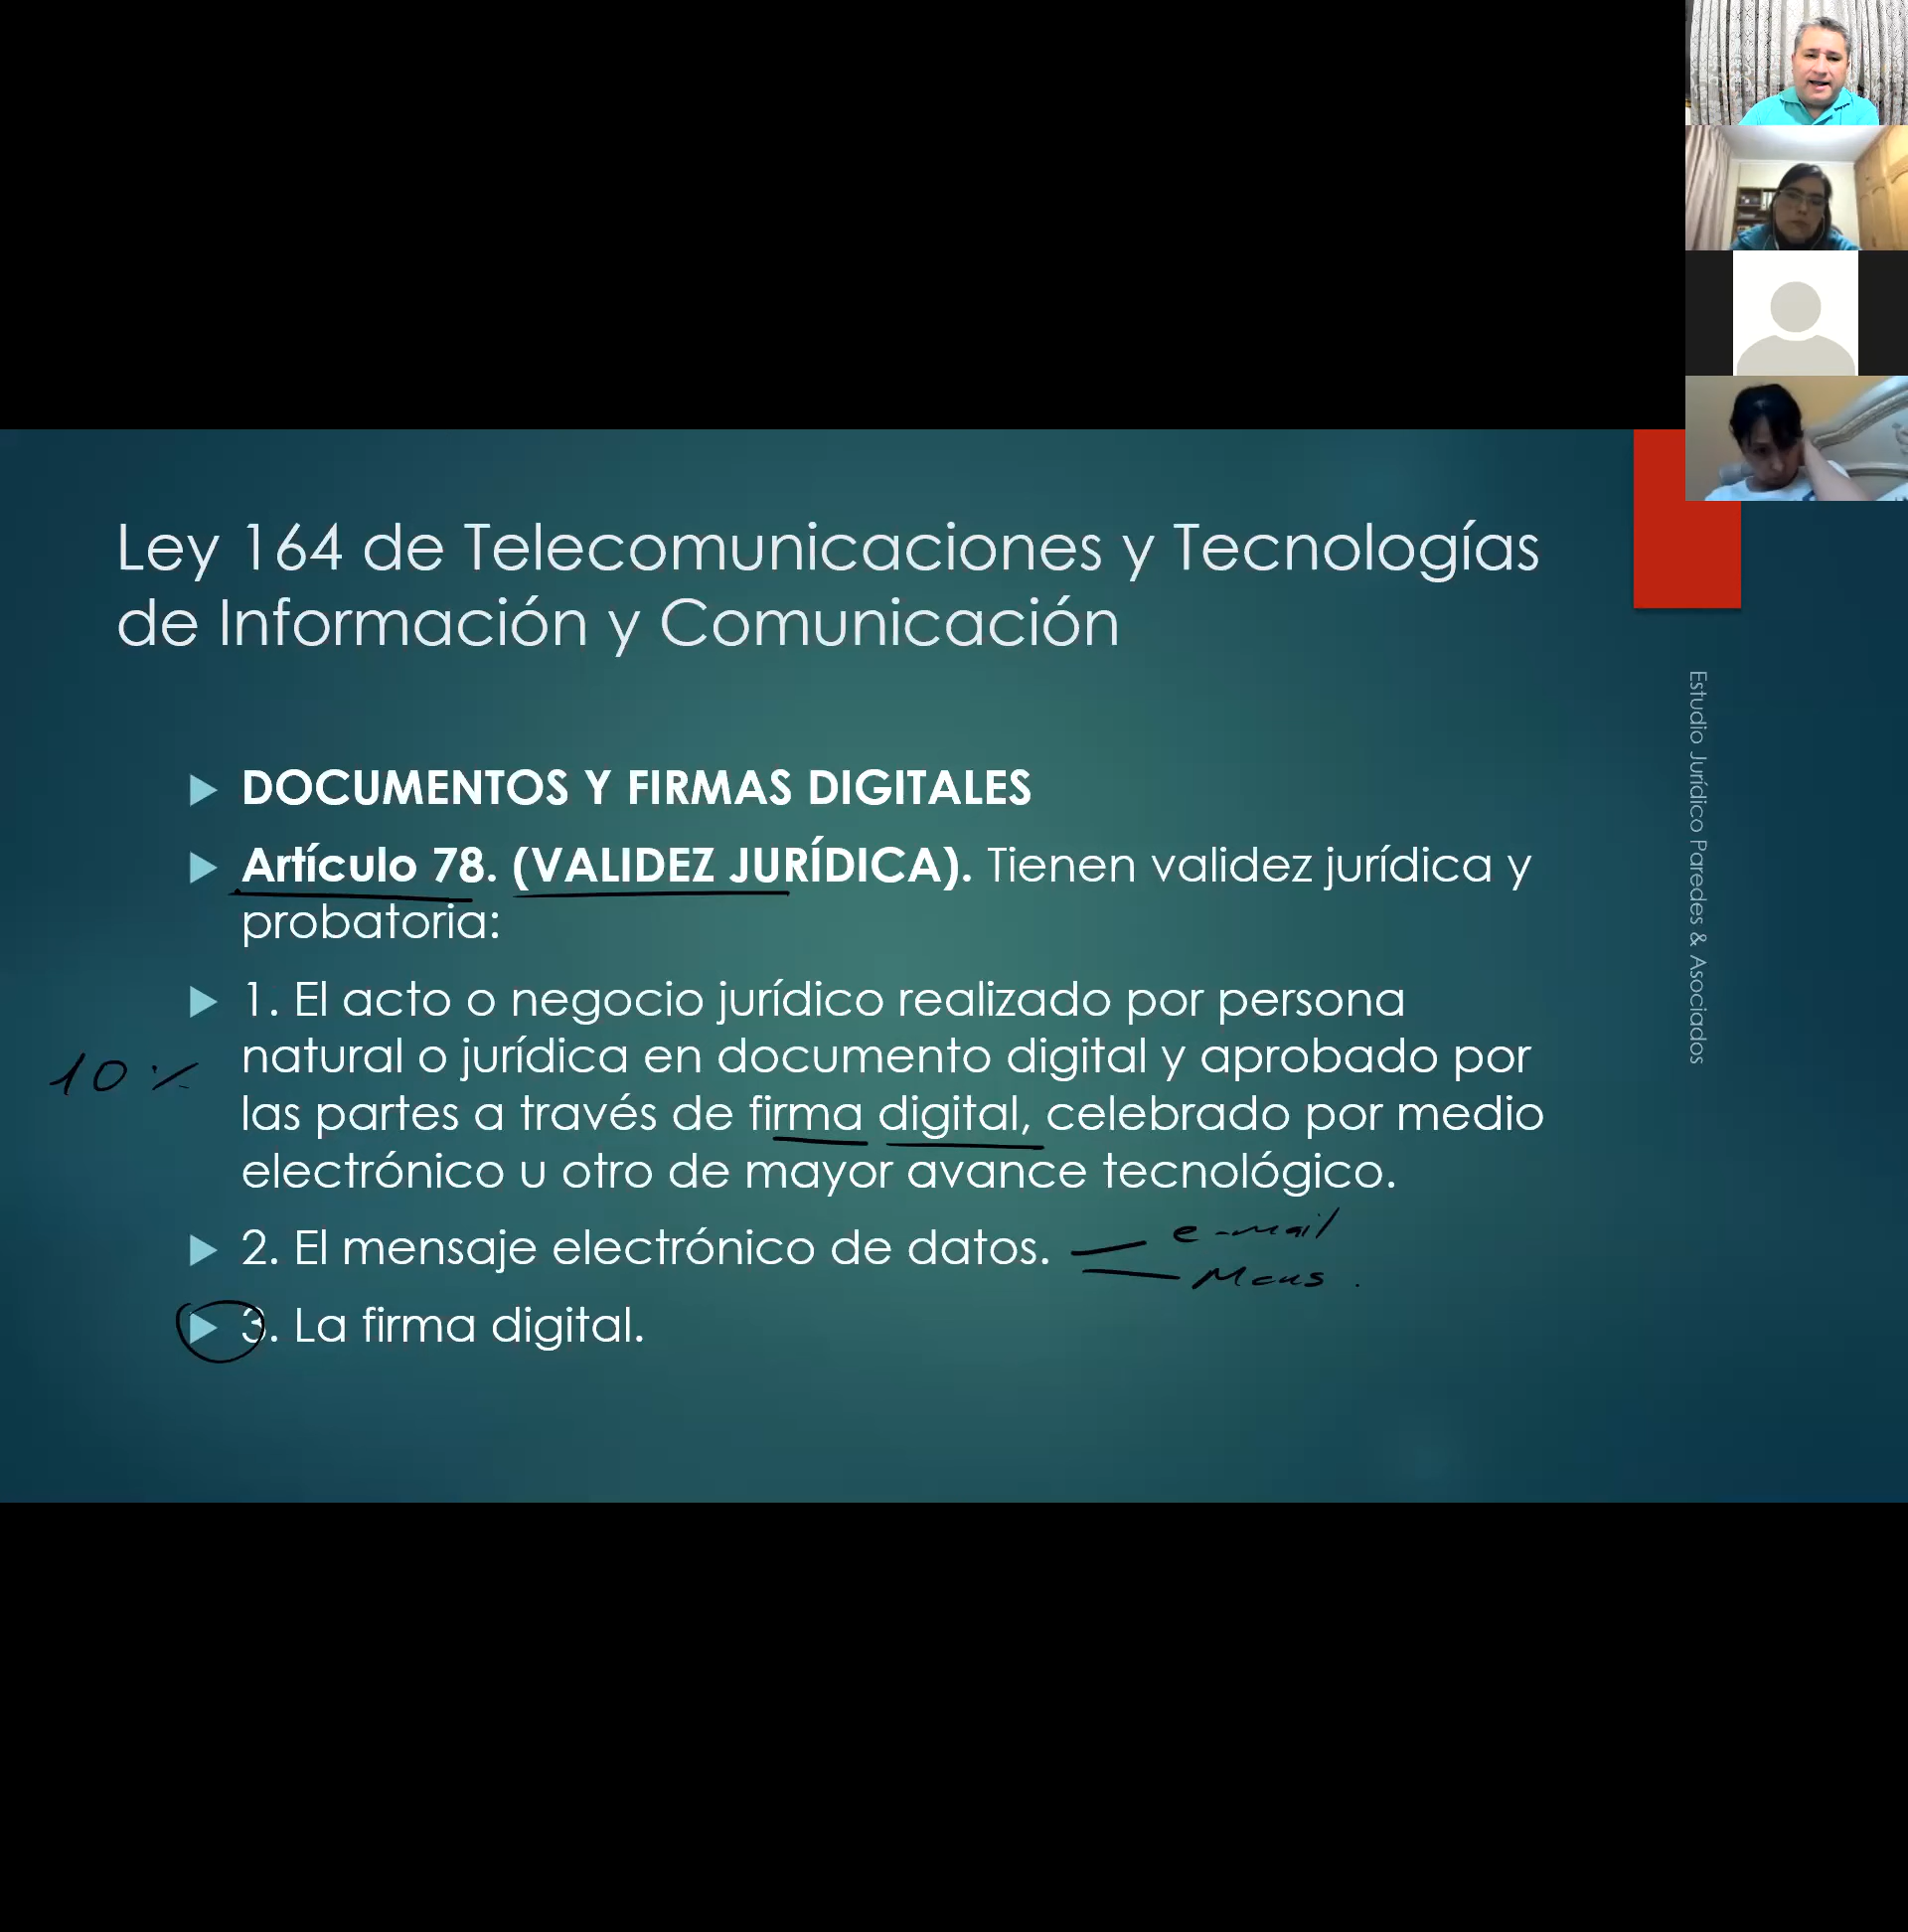 Ley 164 de Telecomunicaciones y Tecnologías
de Información y Comunicación
DOCUMENTOS Y FIRMAS DIGITALES
Artículo 78. (VALIDEZ JURÍDICA). Tienen validez jurídica y
probatoria:
1. El acto o negocio jurídico realizado por persona
natural o jurídica en documento digital y aprobado por
las partes a través de firma digital, celebrado por medio
electrónico u otro de mayor avance tecnológico.
10 %
2. El mensaje electrónico de datos.
e-mail
3. La firma digital.
Estudio Jurídico Paredes & Asociados